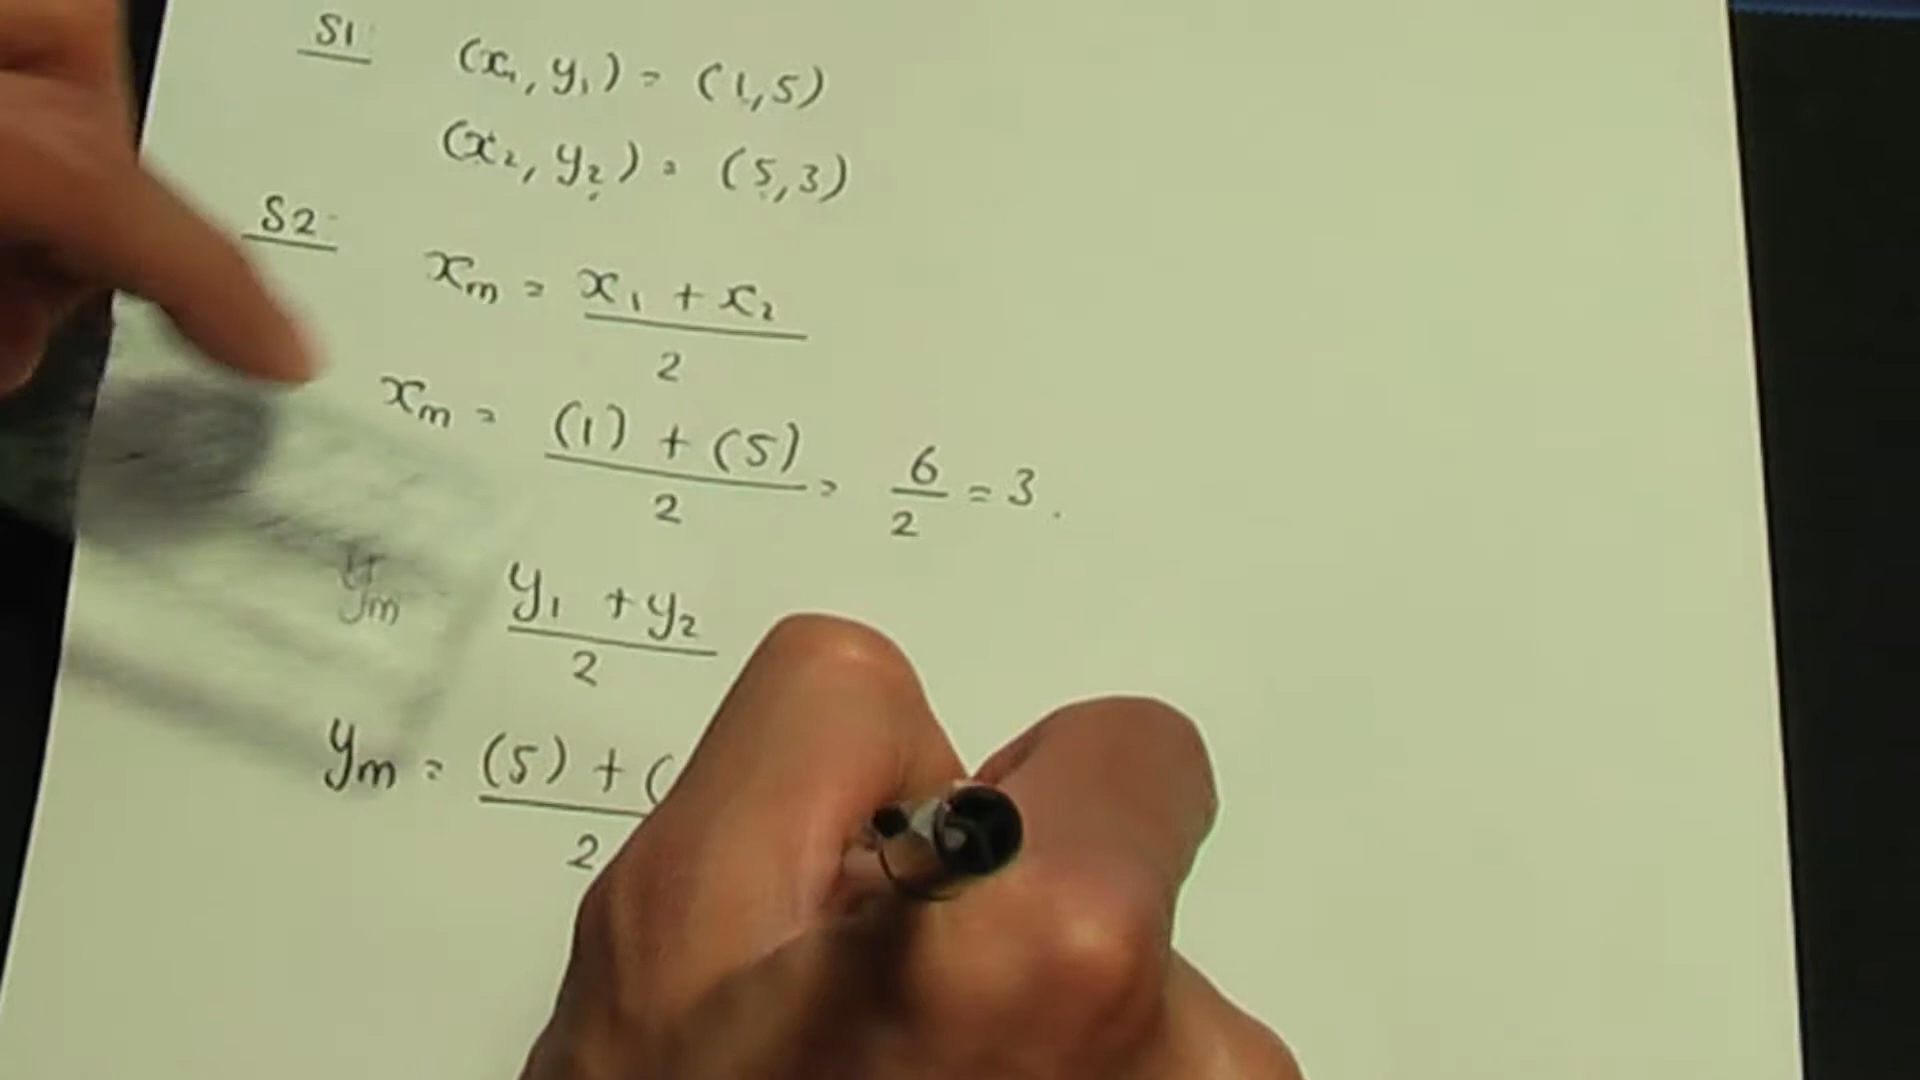 S1: (x₁, y₁) = (1,5)
(x₂, y₂) = (5,3)
S2: xₘ = x₁ + x₂ / 2
xₘ = (1) + (5) / 2 = 6 / 2 = 3.
yₘ y₁ + y₂ / 2
yₘ = (5) + ( / 2